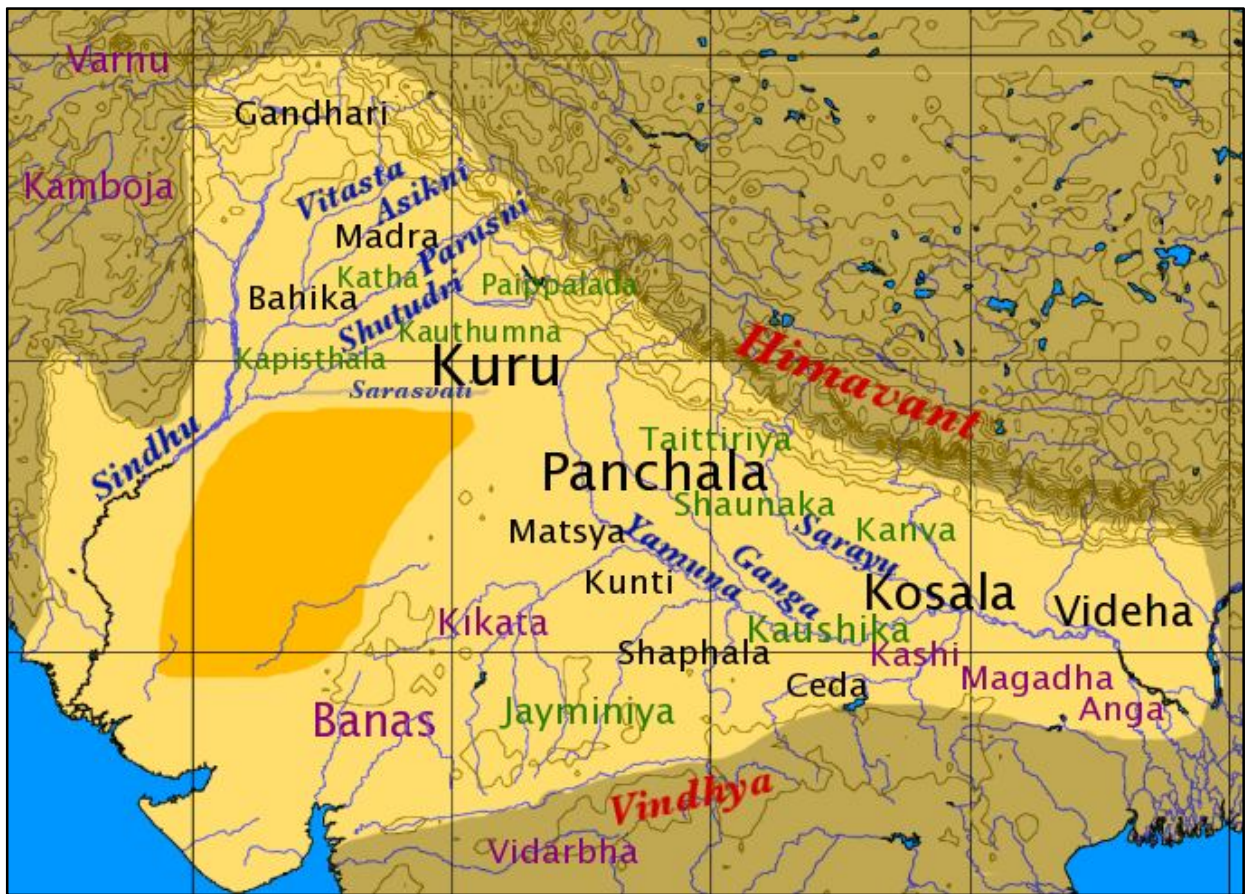 Varnu
Gandhari
Kamboja
Vitasta
Asikni
Madra
Parusni
Katha
Paippalada
Bahika
Shutudri
Kauthumna
Kapisthala
Kuru
Himavant
Sarasvati
Sindhu
Taittiriya
Panchala
Shaunaka
Kanva
Matsya
Yamuna
Ganga
Sarayu
Kunti
Kosala
Videha
Kikata
Kaushika
Shaphala
Kashi
Ceda
Magadha
Banas
Jayminiya
Anga
Vindhya
Vidarbha